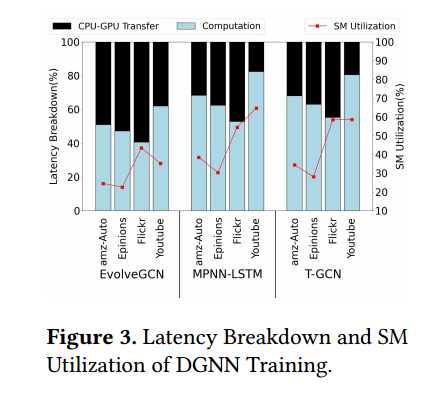 CPU-GPU Transfer Computation SM Utilization
Latency Breakdown(%)
100
80
60
40
20
0
100
90
80
70
60
50
40
30
20
10
SM Utilization(%)
amz-Auto Epinions Flickr Youtube amz-Auto Epinions Flickr Youtube amz-Auto Epinions Flickr Youtube
EvolveGCN MPNN-LSTM T-GCN
Figure 3. Latency Breakdown and SM
Utilization of DGNN Training.